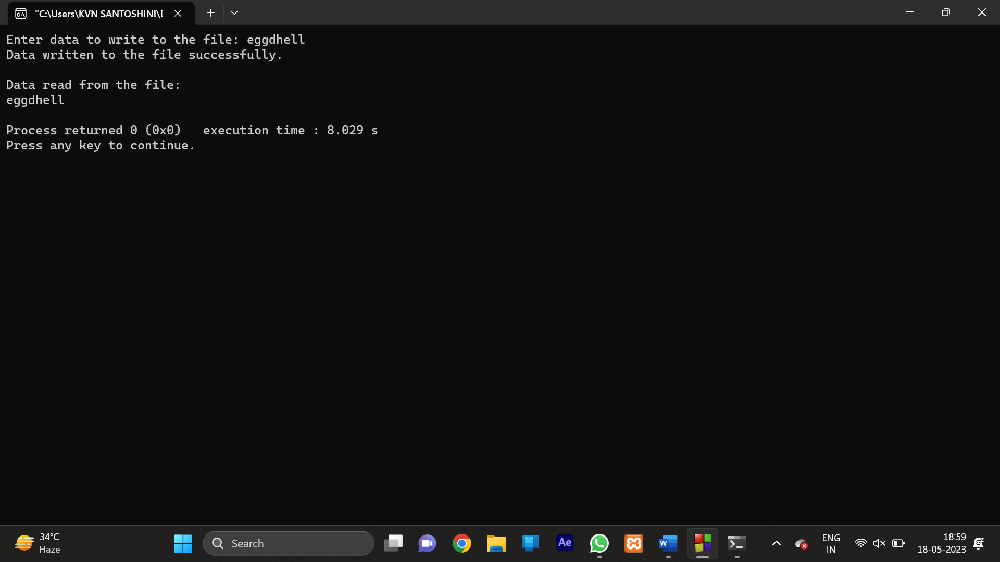 "C:\Users\KVN SANTOSHINI\
Enter data to write to the file: eggdhell
Data written to the file successfully.
Data read from the file:
eggdhell
Process returned 0 (0x0)   execution time : 8.029 s
Press any key to continue.
34°C
Haze
Search
Ae
W
ENG
IN
18:59
18-05-2023